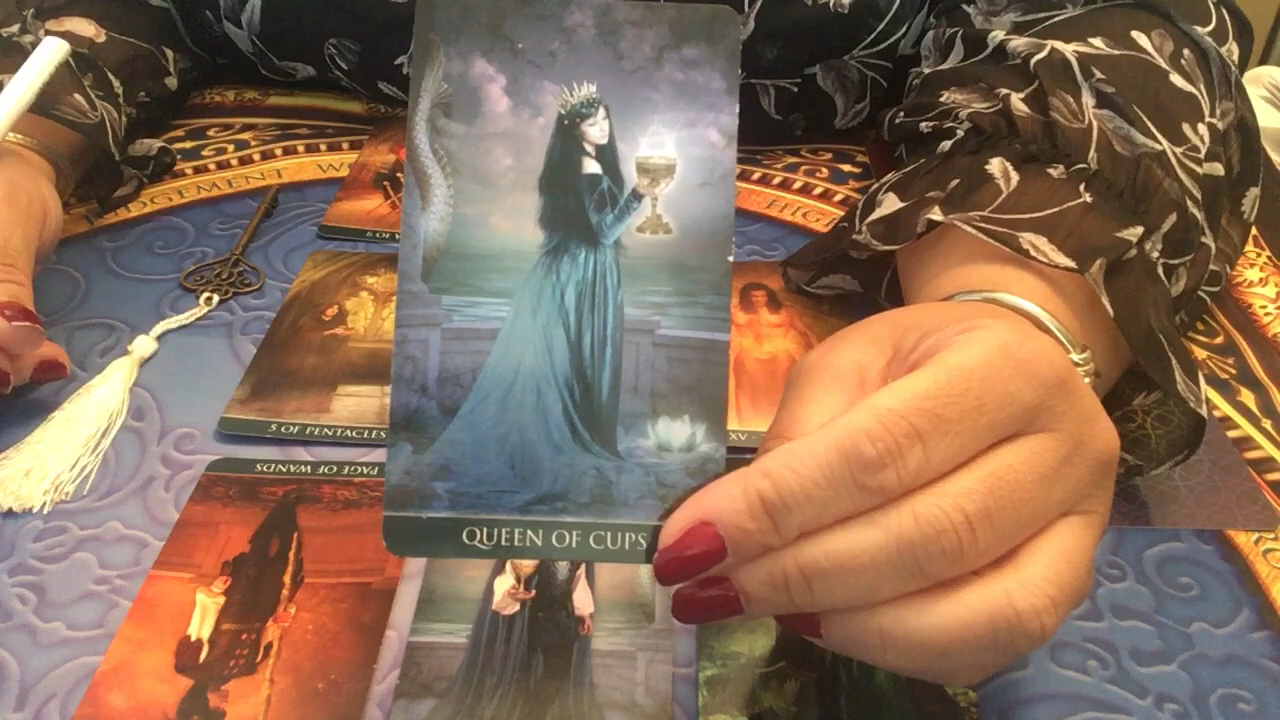 JUDGEMENT
HIGH
6 OF
5 OF PENTACLES
QUEEN OF CUPS
XV -
PAGE OF WANDS